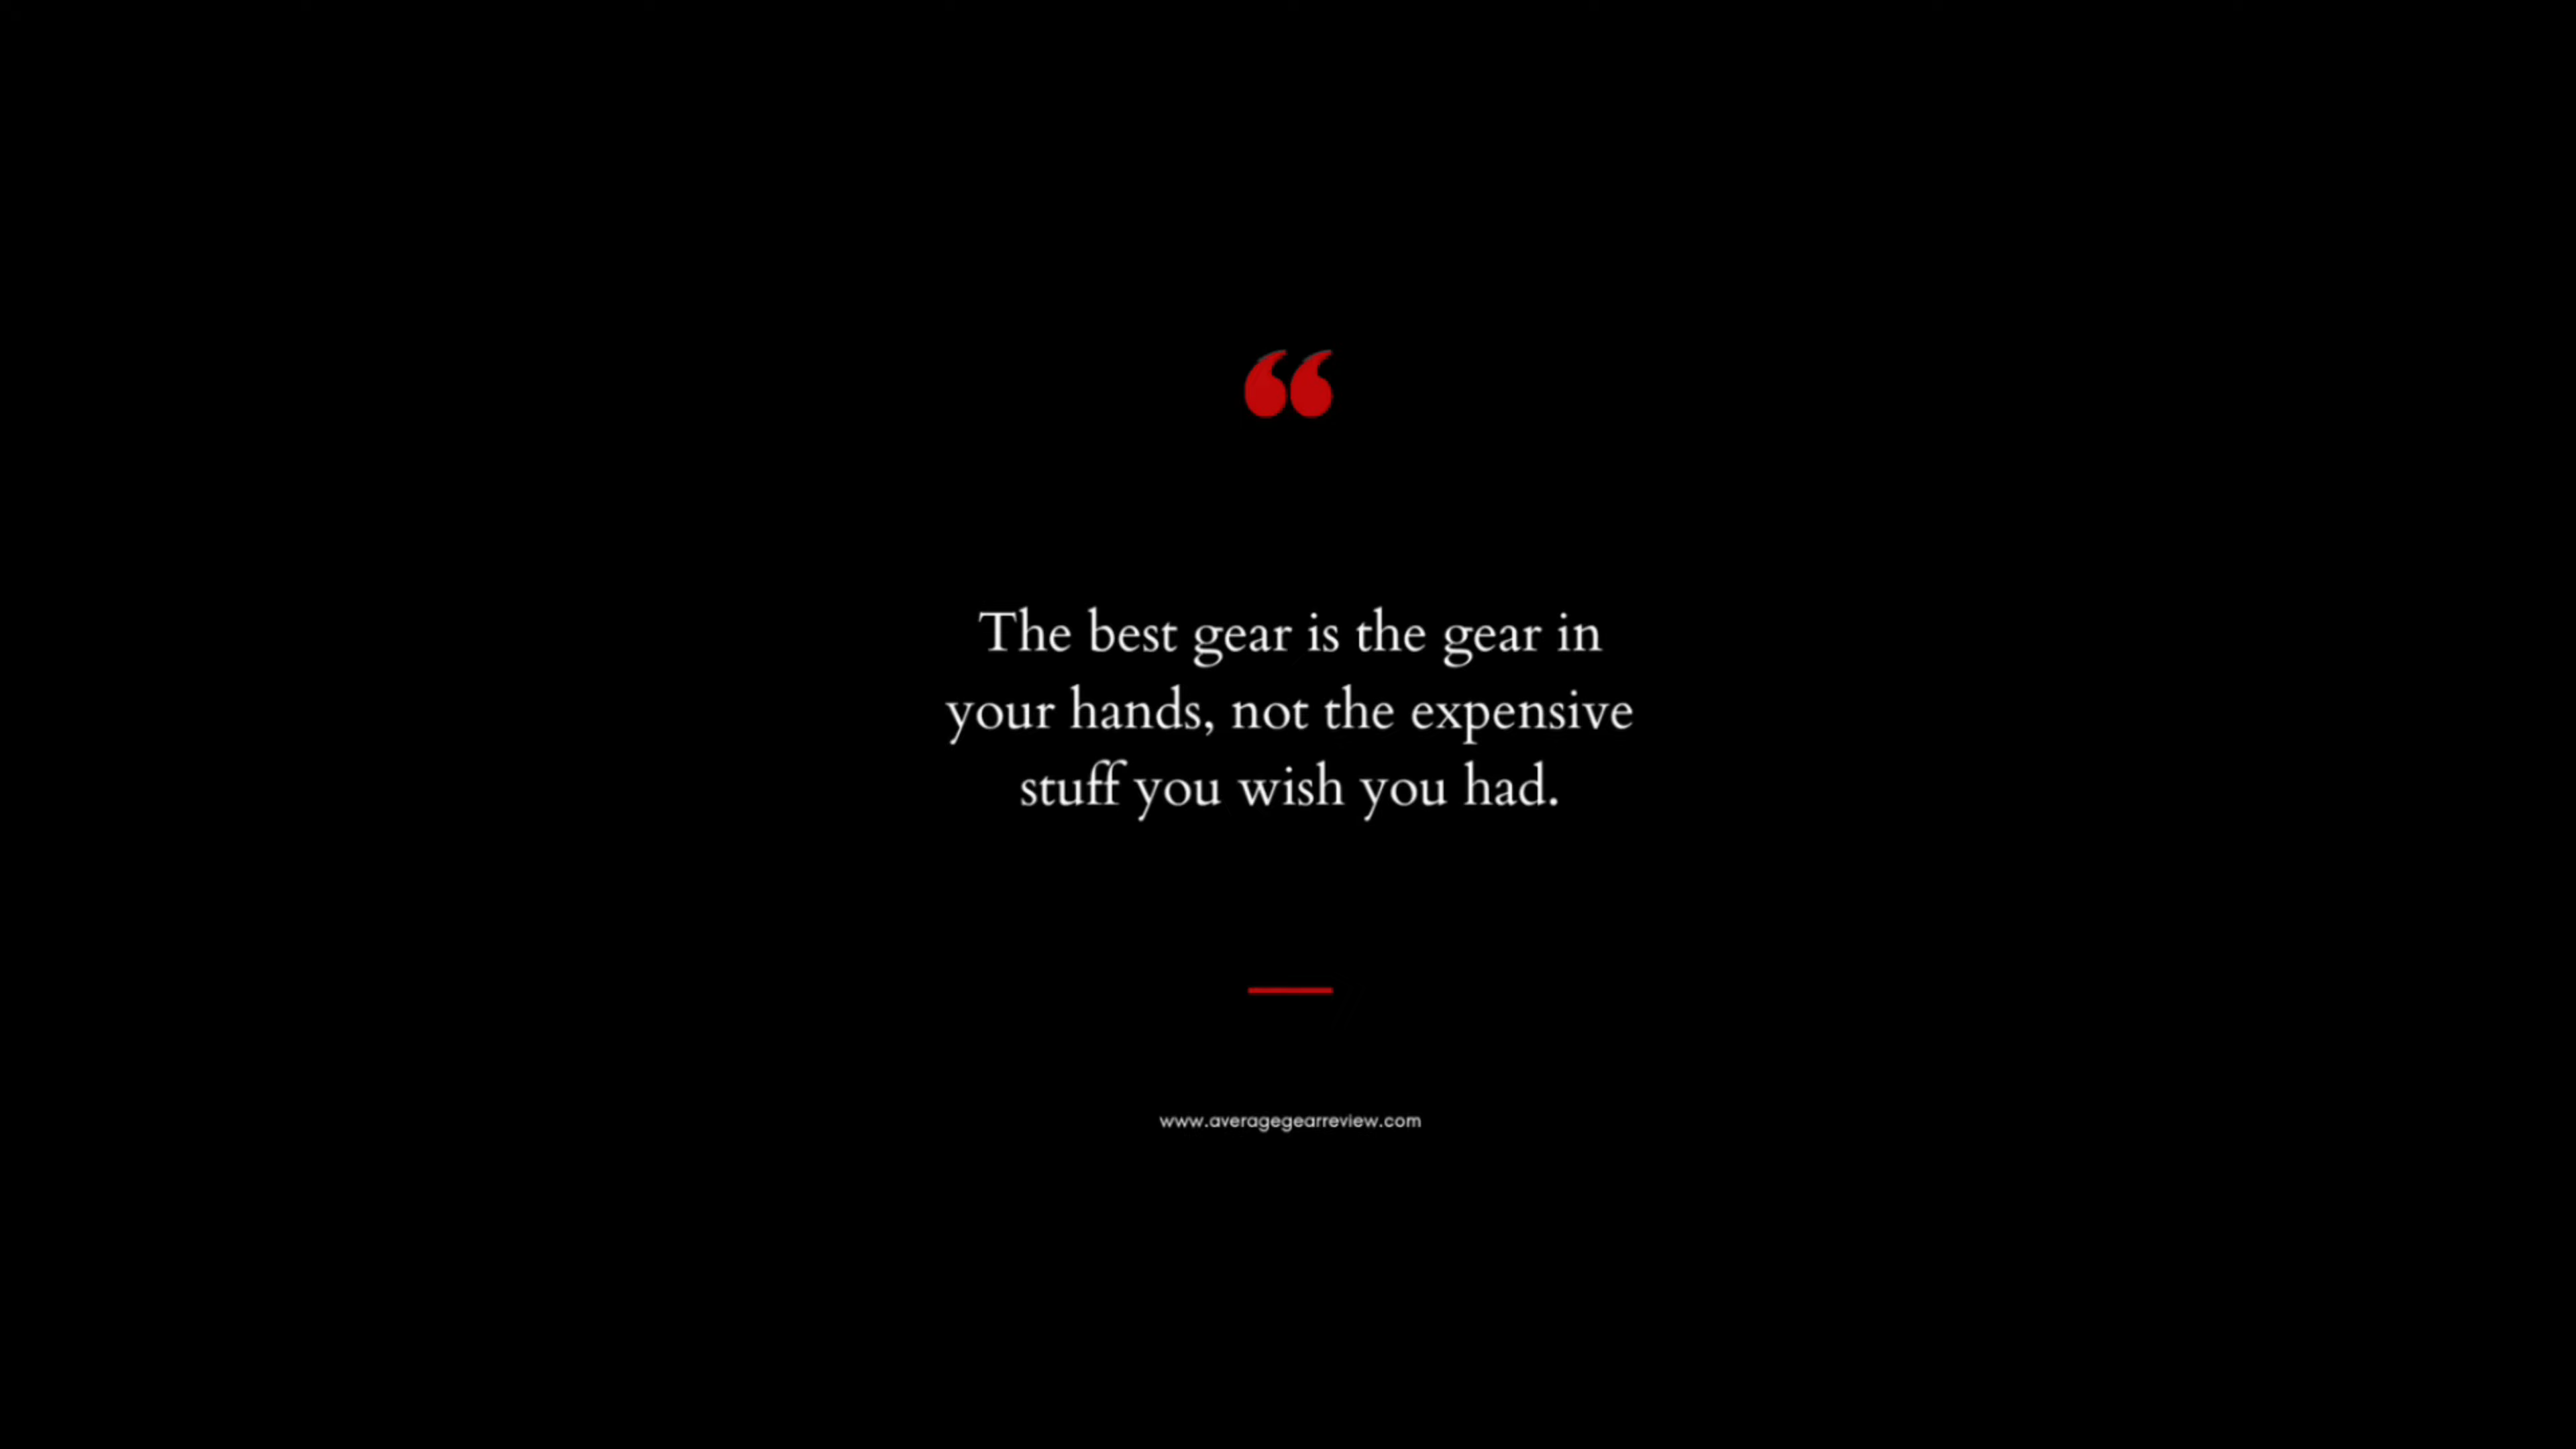 “
The best gear is the gear in
your hands, not the expensive
stuff you wish you had.
www.averagegearreview.com